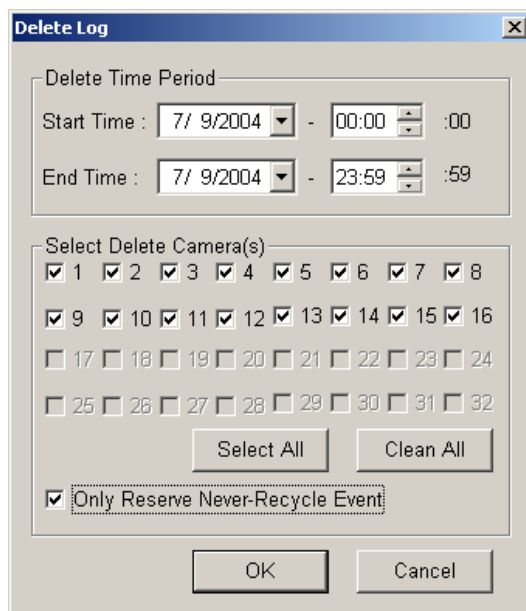 Delete Log
Delete Time Period
Start Time : 7/ 9/2004 - 00:00 :00
End Time : 7/ 9/2004 - 23:59 :59
Select Delete Camera(s)
1 2 3 4 5 6 7 8
9 10 11 12 13 14 15 16
17 18 19 20 21 22 23 24
25 26 27 28 29 30 31 32
Select All Clean All
Only Reserve Never-Recycle Event
OK Cancel